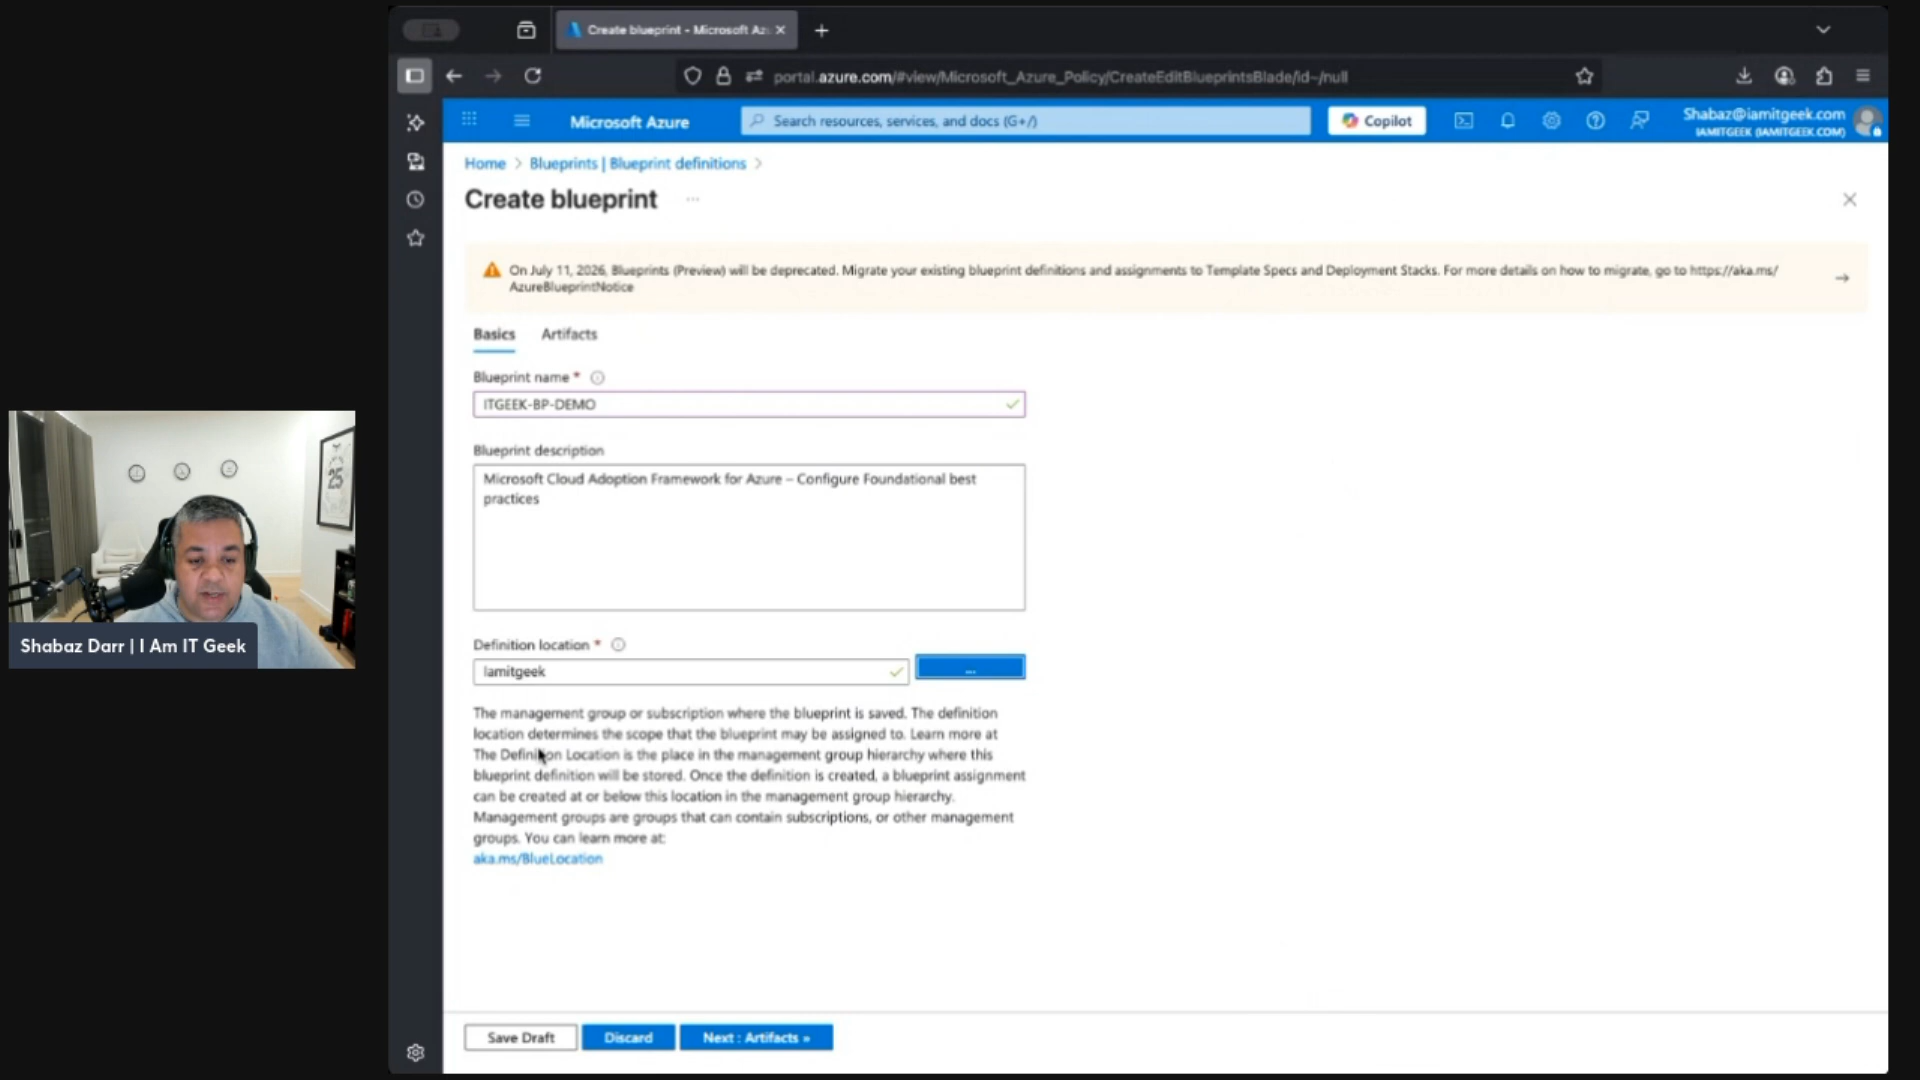 Create blueprint - Microsoft Az
portal.azure.com/#view/Microsoft_Azure_Policy/CreateEditBlueprintsBlade/id~/null
Microsoft Azure
Search resources, services, and docs (G+/)
Copilot
Shabaz@iamitgeek.com
IAMITGEEK (IAMITGEEK.COM)
Home > Blueprints | Blueprint definitions >
Create blueprint ...
On July 11, 2026, Blueprints (Preview) will be deprecated. Migrate your existing blueprint definitions and assignments to Template Specs and Deployment Stacks. For more details on how to migrate, go to https://aka.ms/
AzureBlueprintNotice
Basics
Artifacts
Blueprint name *
ITGEEK-BP-DEMO
Blueprint description
Microsoft Cloud Adoption Framework for Azure – Configure Foundational best
practices
Definition location *
Iamitgeek
...
The management group or subscription where the blueprint is saved. The definition
location determines the scope that the blueprint may be assigned to. Learn more at
The Definition Location is the place in the management group hierarchy where this
blueprint definition will be stored. Once the definition is created, a blueprint assignment
can be created at or below this location in the management group hierarchy.
Management groups are groups that can contain subscriptions, or other management
groups. You can learn more at:
aka.ms/BlueLocation
Save Draft
Discard
Next : Artifacts »
25
Shabaz Darr | I Am IT Geek